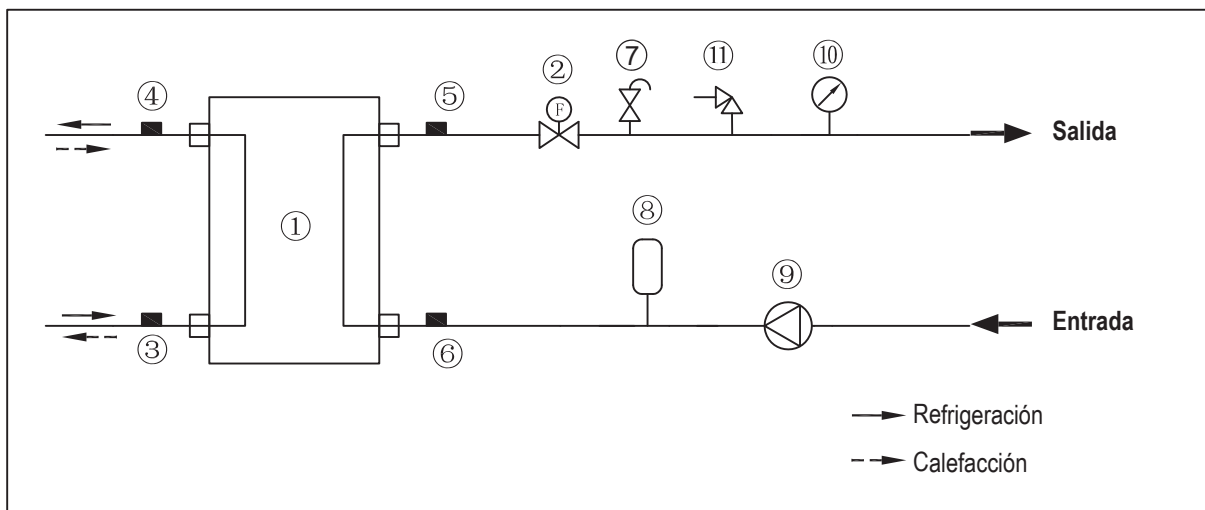 ② ⑦ ⑪ ⑩
④ ⑤
F
Salida
① ⑧
⑨
Entrada
③ ⑥
Refrigeración
Calefacción